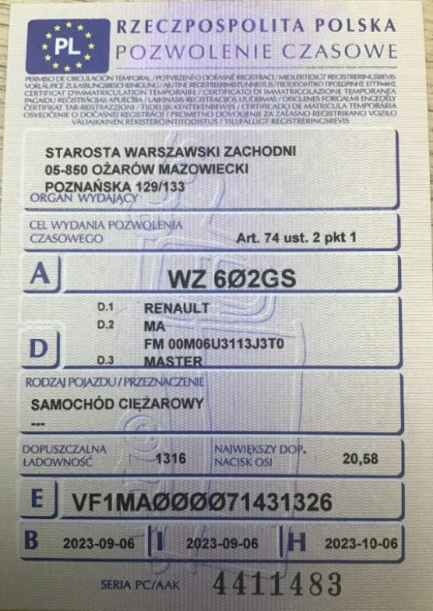 PL
RZECZPOSPOLITA POLSKA
POZWOLENIE CZASOWE
STAROSTA WARSZAWSKI ZACHODNI
05-850 OŻARÓW MAZOWIECKI
POZNAŃSKA 129/133
ORGAN WYDAJĄCY
CEL WYDANIA POZWOLENIA
CZASOWEGO Art. 74 ust. 2 pkt 1
A WZ 6Ø2GS
D.1 RENAULT
D.2 MA
FM 00M06U3113J3T0
D
D.3 MASTER
RODZAJ POJAZDU/PRZEZNACZENIE
SAMOCHÓD CIĘŻAROWY
---
DOPUSZCZALNA ŁADOWNOŚĆ 1316 NAJWIĘKSZY DOP. NACISK OSI 20,58
E VF1MAØØØØ71431326
B 2023-09-06 I 2023-09-06 H 2023-10-06
SERIA PC/AAK 4411483